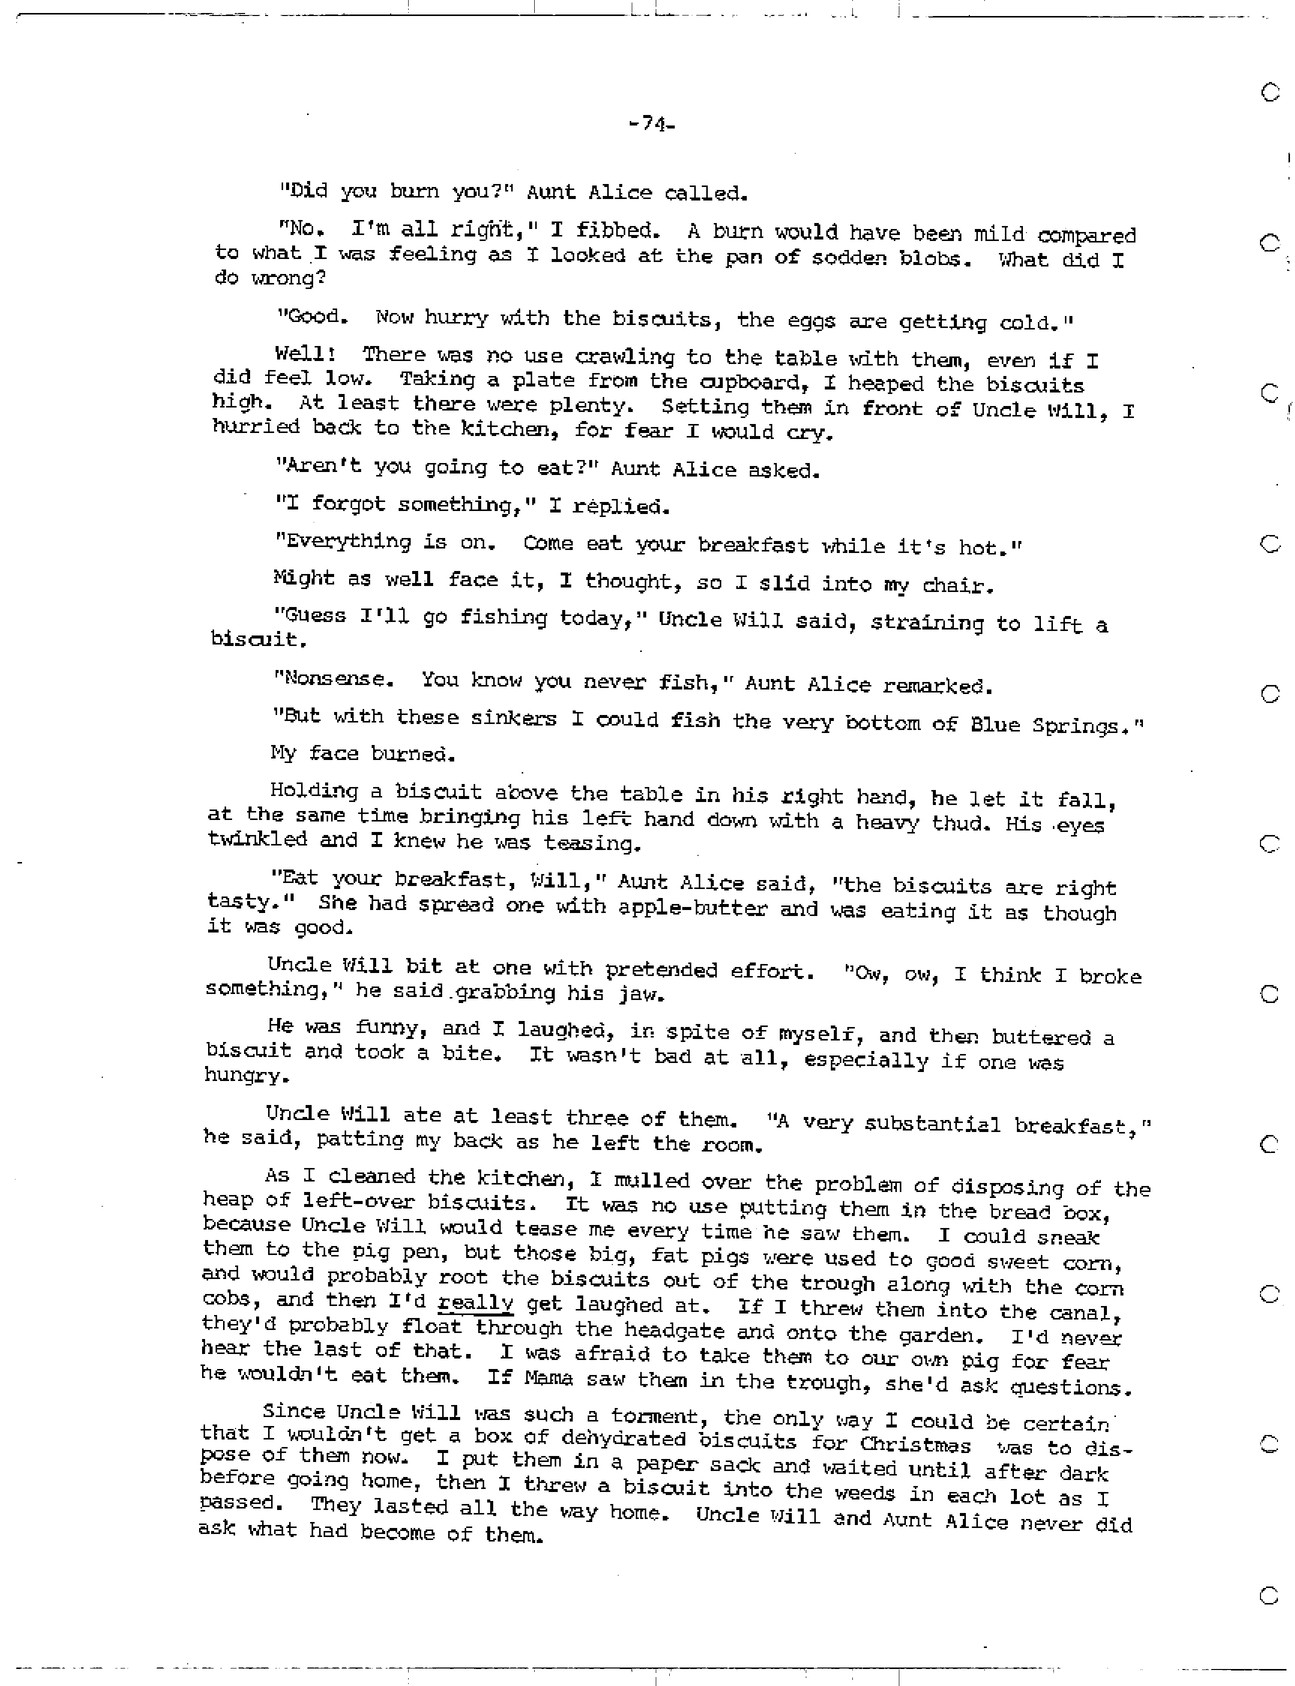 -74-
"Did you burn you?" Aunt Alice called.
"No. I'm all right," I fibbed. A burn would have been mild compared
to what I was feeling as I looked at the pan of sodden blobs. What did I
do wrong?
"Good. Now hurry with the biscuits, the eggs are getting cold."
Well! There was no use crawling to the table with them, even if I
did feel low. Taking a plate from the cupboard, I heaped the biscuits
high. At least there were plenty. Setting them in front of Uncle Will, I
hurried back to the kitchen, for fear I would cry.
"Aren't you going to eat?" Aunt Alice asked.
"I forgot something," I replied.
"Everything is on. Come eat your breakfast while it's hot."
Might as well face it, I thought, so I slid into my chair.
"Guess I'll go fishing today," Uncle Will said, straining to lift a
biscuit.
"Nonsense. You know you never fish," Aunt Alice remarked.
"But with these sinkers I could fish the very bottom of Blue Springs."
My face burned.
Holding a biscuit above the table in his right hand, he let it fall,
at the same time bringing his left hand down with a heavy thud. His eyes
twinkled and I knew he was teasing.
"Eat your breakfast, Will," Aunt Alice said, "the biscuits are right
tasty." She had spread one with apple-butter and was eating it as though
it was good.
Uncle Will bit at one with pretended effort. "Ow, ow, I think I broke
something," he said grabbing his jaw.
He was funny, and I laughed, in spite of myself, and then buttered a
biscuit and took a bite. It wasn't bad at all, especially if one was
hungry.
Uncle Will ate at least three of them. "A very substantial breakfast,"
he said, patting my back as he left the room.
As I cleaned the kitchen, I mulled over the problem of disposing of the
heap of left-over biscuits. It was no use putting them in the bread box,
because Uncle Will would tease me every time he saw them. I could sneak
them to the pig pen, but those big, fat pigs were used to good sweet corn,
and would probably root the biscuits out of the trough along with the corn
cobs, and then I'd really get laughed at. If I threw them into the canal,
they'd probably float through the headgate and onto the garden. I'd never
hear the last of that. I was afraid to take them to our own pig for fear
he wouldn't eat them. If Mama saw them in the trough, she'd ask questions.
Since Uncle Will was such a torment, the only way I could be certain
that I wouldn't get a box of dehydrated biscuits for Christmas was to dis-
pose of them now. I put them in a paper sack and waited until after dark
before going home, then I threw a biscuit into the weeds in each lot as I
passed. They lasted all the way home. Uncle Will and Aunt Alice never did
ask what had become of them.